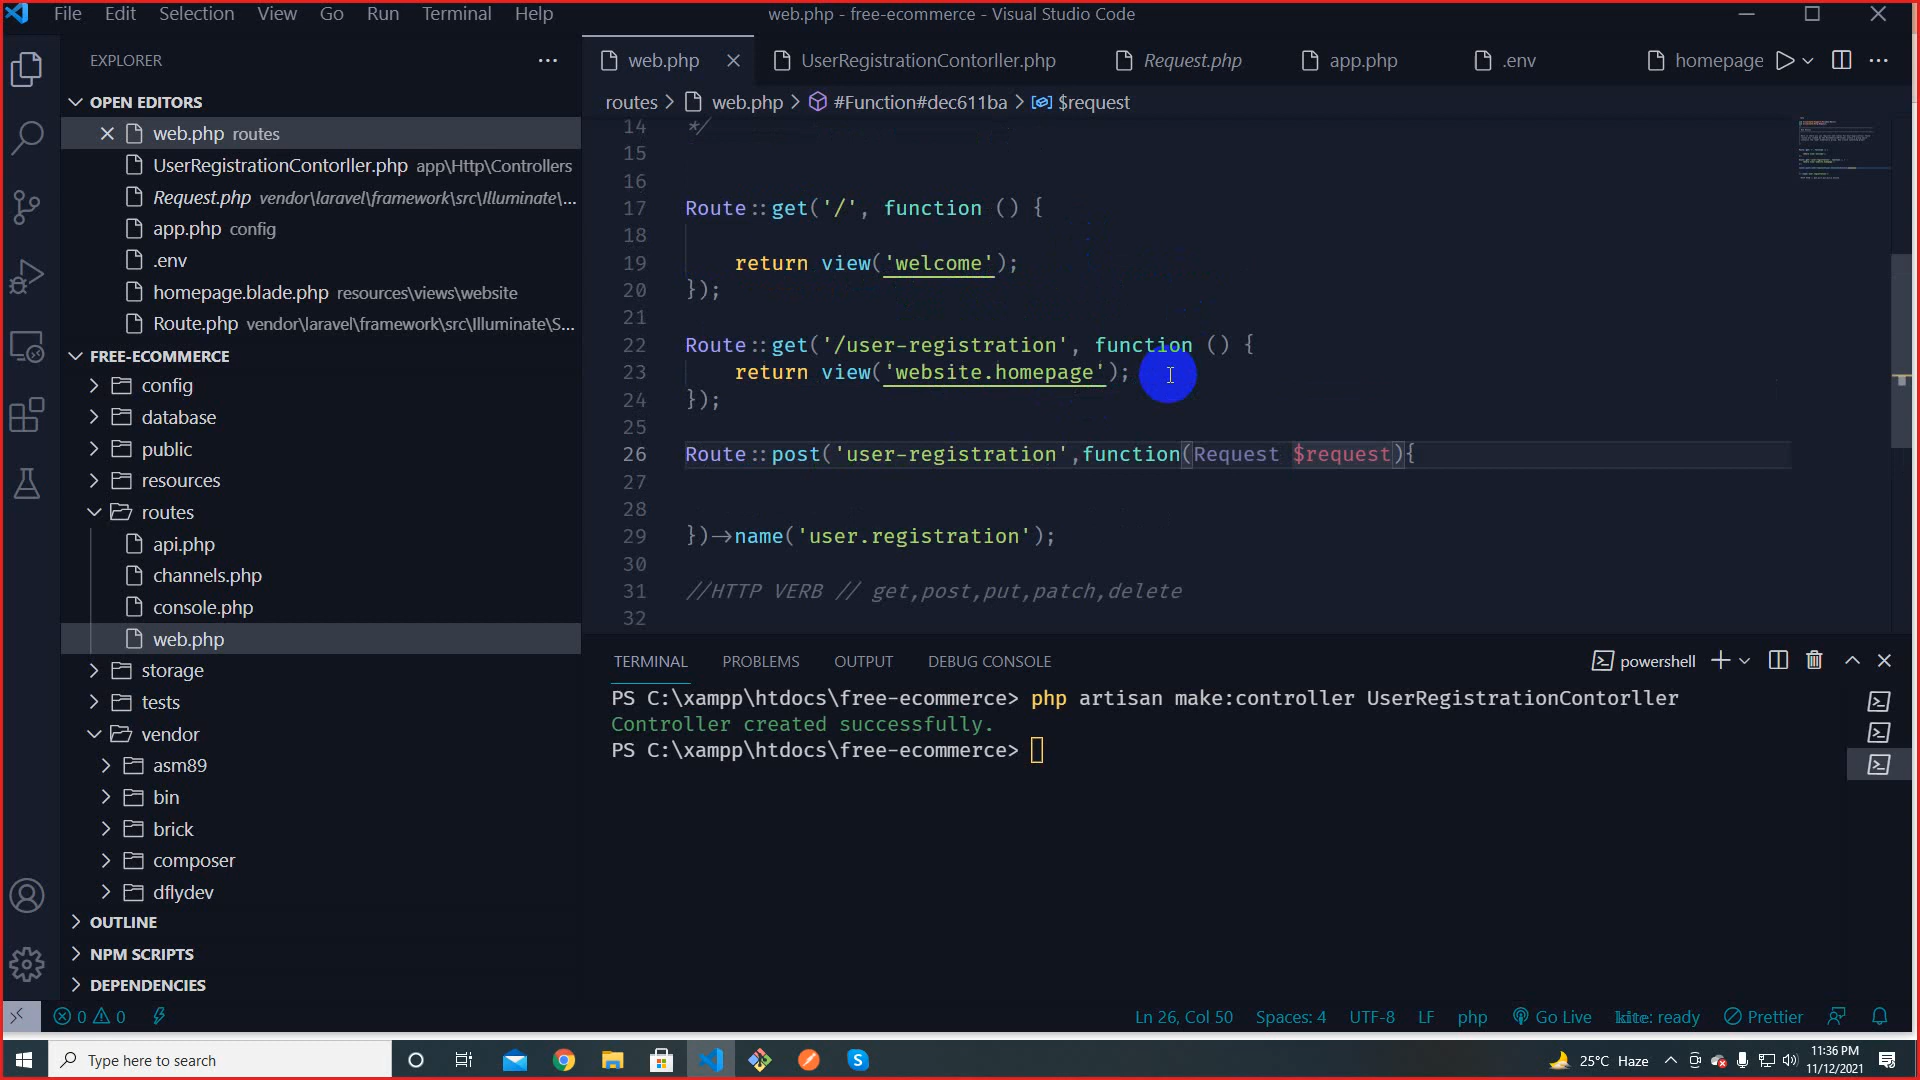 File Edit Selection View Go Run Terminal Help
web.php - free-ecommerce - Visual Studio Code
EXPLORER
OPEN EDITORS
web.php routes
UserRegistrationContorller.php app\Http\Controllers
Request.php vendor\laravel\framework\src\Illuminate\...
app.php config
.env
homepage.blade.php resources\views\website
Route.php vendor\laravel\framework\src\Illuminate\S...
FREE-ECOMMERCE
config
database
public
resources
routes
api.php
channels.php
console.php
web.php
storage
tests
vendor
asm89
bin
brick
composer
dflydev
OUTLINE
NPM SCRIPTS
DEPENDENCIES
web.php UserRegistrationContorller.php Request.php app.php .env homepage
routes > web.php > #Function#dec611ba > $request
14 */
15
16
17 Route::get('/', function () {
18
19 return view('welcome');
20 });
21
22 Route::get('/user-registration', function () {
23 return view('website.homepage');
24 });
25
26 Route::post('user-registration',function(Request $request){
27
28
29 })->name('user.registration');
30
31 //HTTP VERB // get,post,put,patch,delete
32
TERMINAL PROBLEMS OUTPUT DEBUG CONSOLE
powershell
PS C:\xampp\htdocs\free-ecommerce> php artisan make:controller UserRegistrationContorller
Controller created successfully.
PS C:\xampp\htdocs\free-ecommerce>
0 0
Ln 26, Col 50 Spaces: 4 UTF-8 LF php Go Live kite: ready Prettier
Type here to search
25°C Haze
11:36 PM
11/12/2021